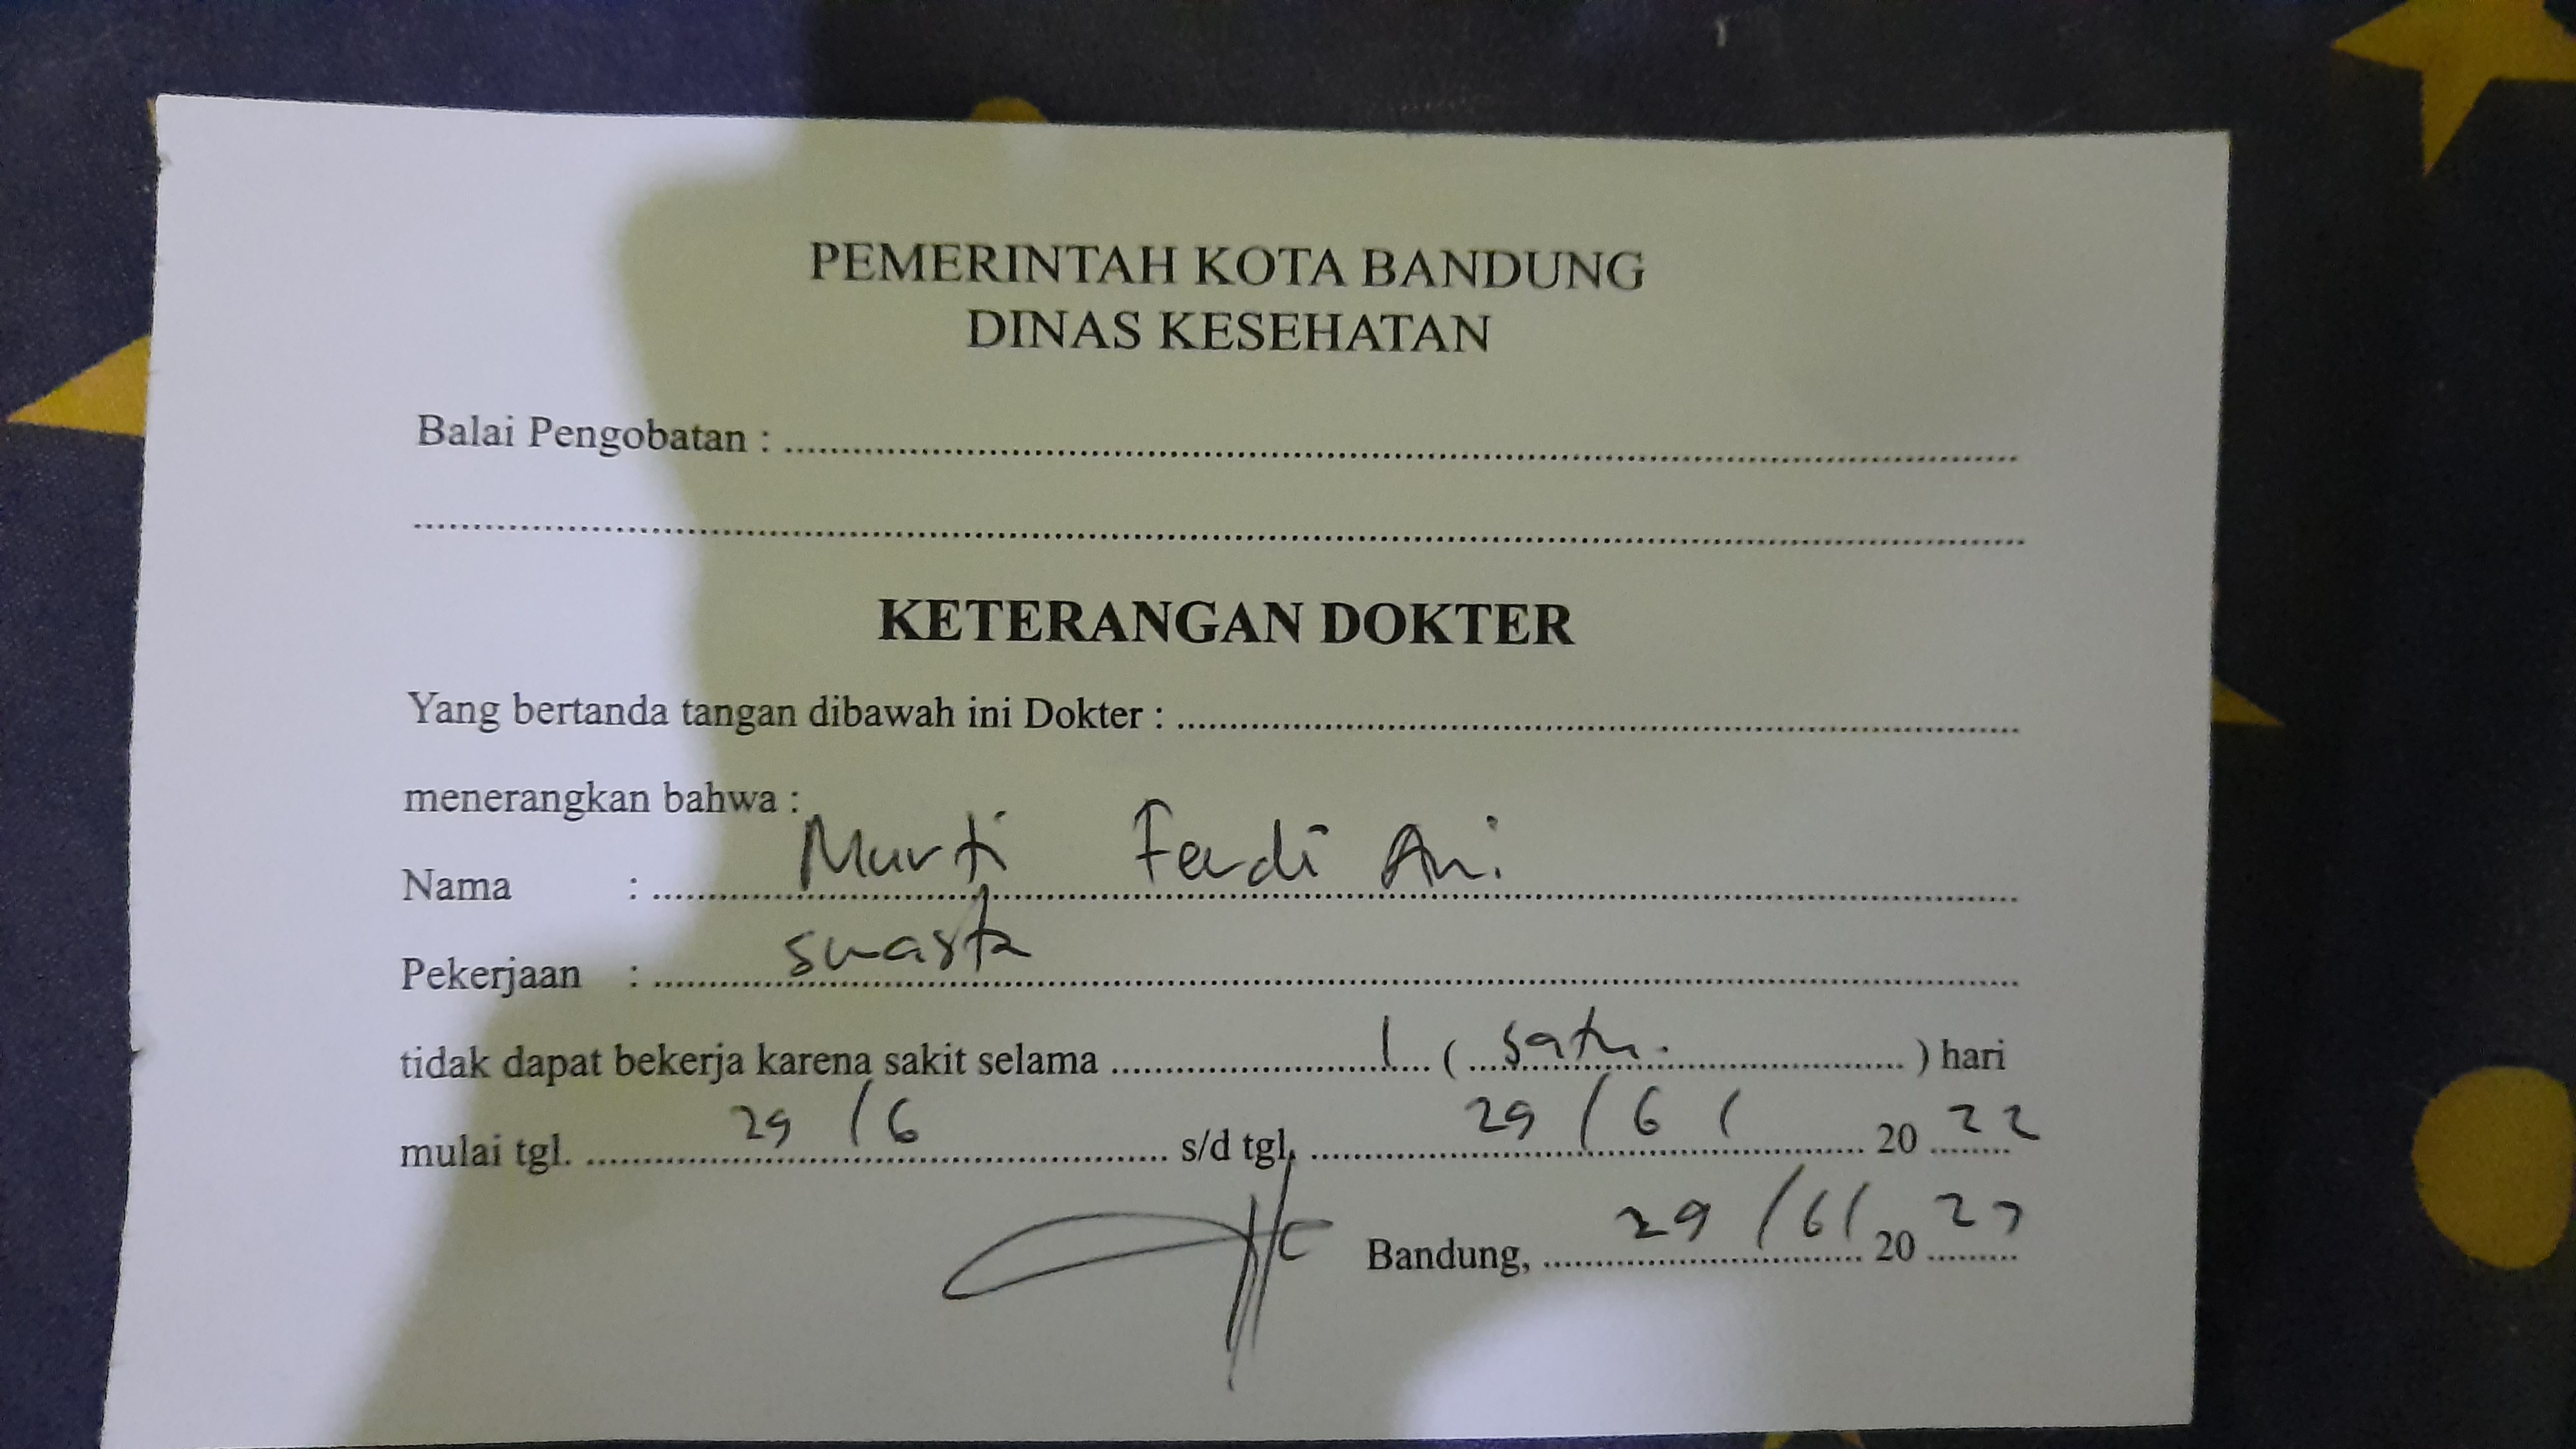 PEMERINTAH KOTA BANDUNG
DINAS KESEHATAN
Balai Pengobatan : ....................
....................
KETERANGAN DOKTER
Yang bertanda tangan dibawah ini Dokter : ....................
menerangkan bahwa :
Nama : Murti Ferdi Ari
Pekerjaan : swasta
tidak dapat bekerja karena sakit selama 1 ( satu. ) hari
mulai tgl. 29 / 6 s/d tgl. 29 / 6 / 20 22
Bandung, 29 / 6 / 20 22